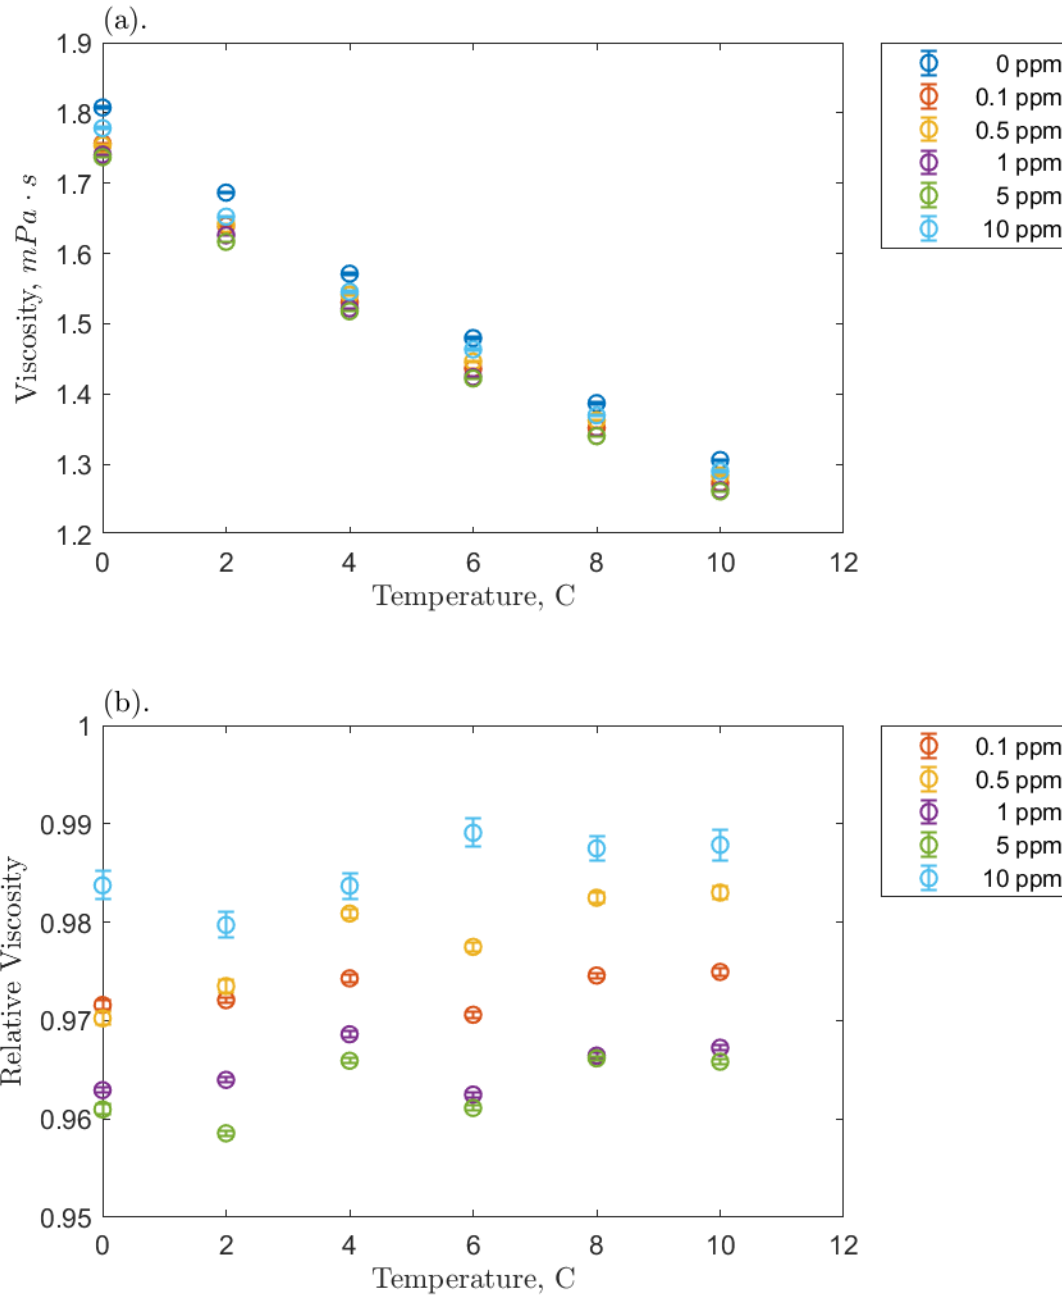 (a).
1.9
1.8
1.7
1.6
1.5
1.4
1.3
1.2
Viscosity, mPa · s
0 2 4 6 8 10 12
Temperature, C
0 ppm
0.1 ppm
0.5 ppm
1 ppm
5 ppm
10 ppm
(b).
1
0.99
0.98
0.97
0.96
0.95
Relative Viscosity
0 2 4 6 8 10 12
Temperature, C
0.1 ppm
0.5 ppm
1 ppm
5 ppm
10 ppm